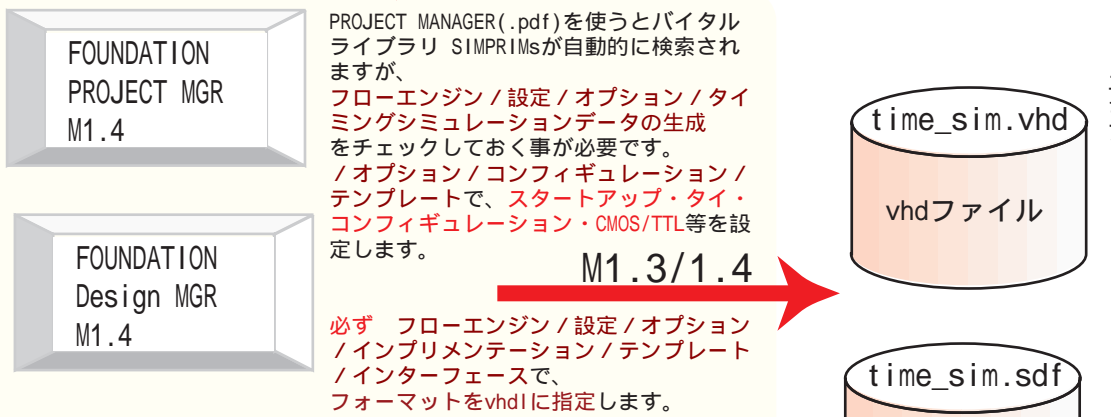 FOUNDATION
PROJECT MGR
M1.4
FOUNDATION
Design MGR
M1.4
PROJECT MANAGER(.pdf)を使うとバイタル
ライブラリ SIMPRIMsが自動的に検索され
ますが、
フローエンジン/設定/オプション/タイ
ミングシミュレーションデータの生成
をチェックしておく事が必要です。
/オプション/コンフィギュレーション/
テンプレートで、スタートアップ・タイ・
コンフィギュレーション・CMOS/TTL等を設
定します。
M1.3/1.4
必ず　フローエンジン/設定/オプション
/インプリメンテーション/テンプレート
/インターフェースで、
フォーマットをvhdlに指定します。
time_sim.vhd
vhdファイル
time_sim.sdf